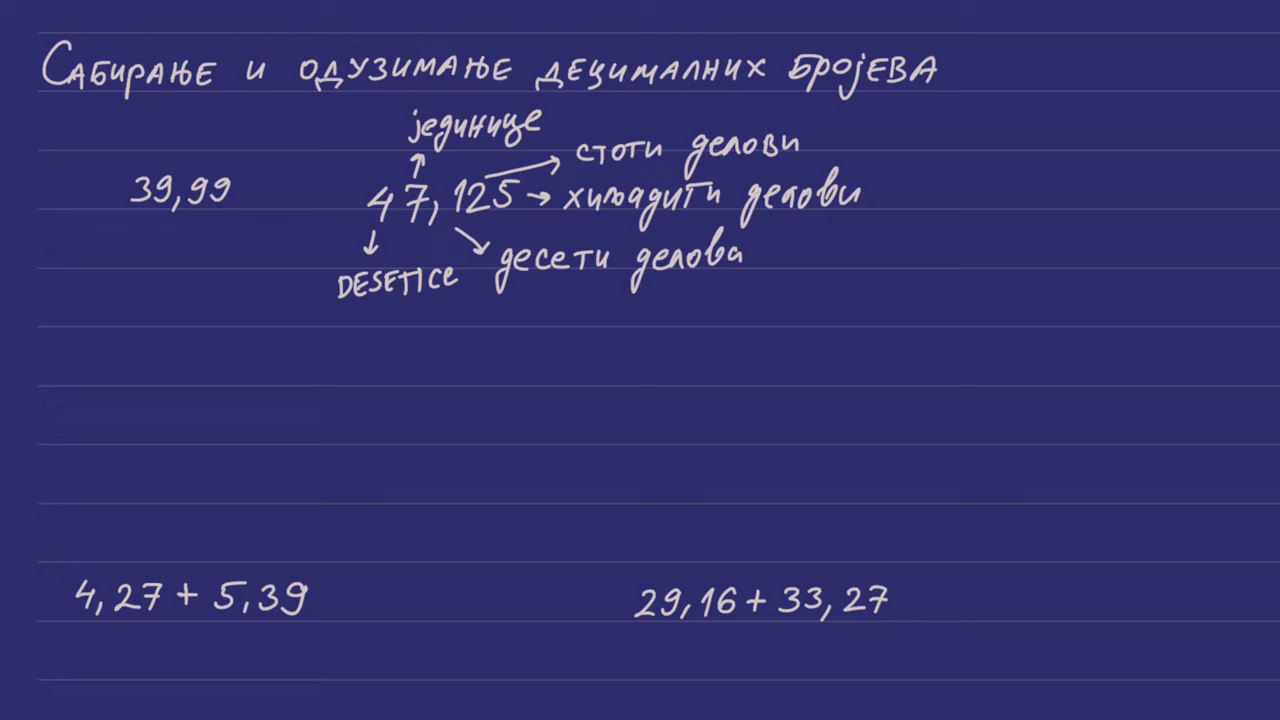 Сабирање и одузимање децималних бројева
јединице
стоти делови
39,99 47,125 → хиљадити делови
DESETICE десети делова
4,27 + 5,39 29,16 + 33,27